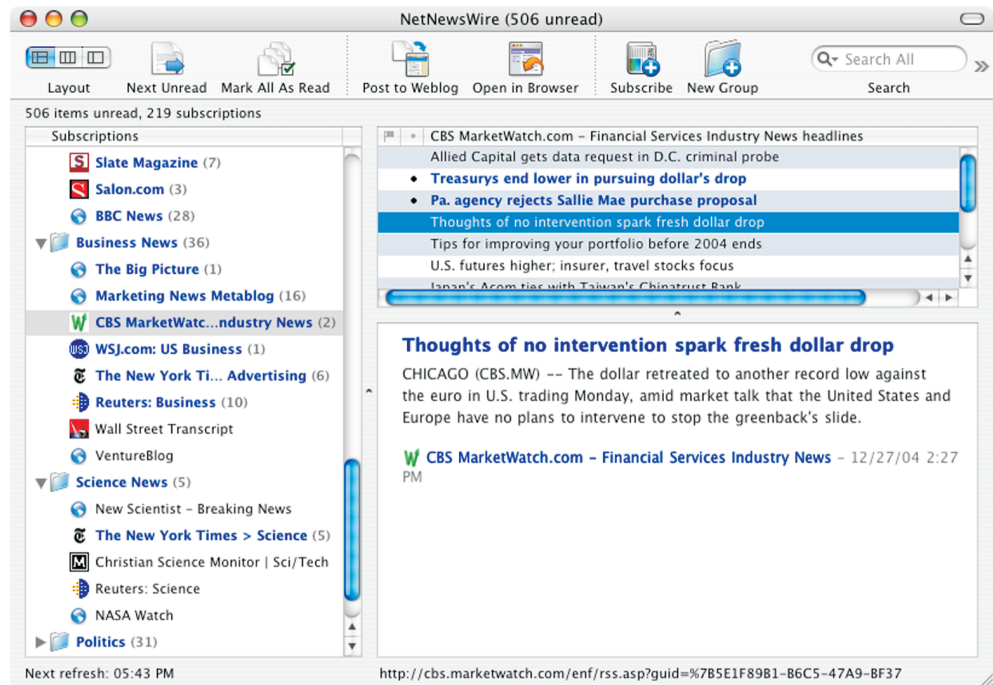 NetNewsWire (506 unread)
Layout
Next Unread
Mark All As Read
Post to Weblog
Open in Browser
Subscribe
New Group
Search All
Search
506 items unread, 219 subscriptions
Subscriptions
Slate Magazine (7)
Salon.com (3)
BBC News (28)
Business News (36)
The Big Picture (1)
Marketing News Metablog (16)
CBS MarketWatc...ndustry News (2)
WSJ.com: US Business (1)
The New York Ti... Advertising (6)
Reuters: Business (10)
Wall Street Transcript
VentureBlog
Science News (5)
New Scientist – Breaking News
The New York Times > Science (5)
Christian Science Monitor | Sci/Tech
Reuters: Science
NASA Watch
Politics (31)
Next refresh: 05:43 PM
CBS MarketWatch.com – Financial Services Industry News headlines
Allied Capital gets data request in D.C. criminal probe
Treasurys end lower in pursuing dollar's drop
Pa. agency rejects Sallie Mae purchase proposal
Thoughts of no intervention spark fresh dollar drop
Tips for improving your portfolio before 2004 ends
U.S. futures higher; insurer, travel stocks focus
Japan's Acom ties with Taiwan's Chinatrust Bank
Thoughts of no intervention spark fresh dollar drop
CHICAGO (CBS.MW) -- The dollar retreated to another record low against
the euro in U.S. trading Monday, amid market talk that the United States and
Europe have no plans to intervene to stop the greenback's slide.
CBS MarketWatch.com – Financial Services Industry News – 12/27/04 2:27
PM
http://cbs.marketwatch.com/enf/rss.asp?guid=%7B5E1F89B1-B6C5-47A9-BF37